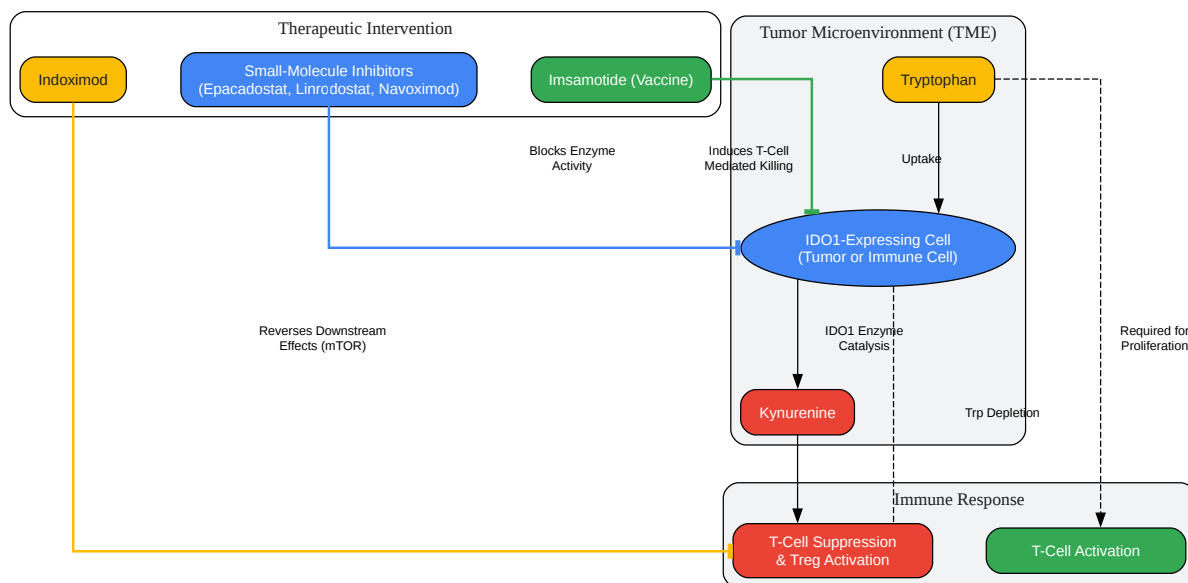 Therapeutic Intervention
Tumor Microenvironment (TME)
Indoximod
Small-Molecule Inhibitors
(Epacadostat, Linrodostat, Navoximod)
Imsamotide (Vaccine)
Tryptophan
Blocks Enzyme
Activity
Induces T-Cell
Mediated Killing
Uptake
IDO1-Expressing Cell
(Tumor or Immune Cell)
Reverses Downstream
Effects (mTOR)
IDO1 Enzyme
Catalysis
Required for
Proliferation
Kynurenine
Trp Depletion
Immune Response
T-Cell Suppression
& Treg Activation
T-Cell Activation